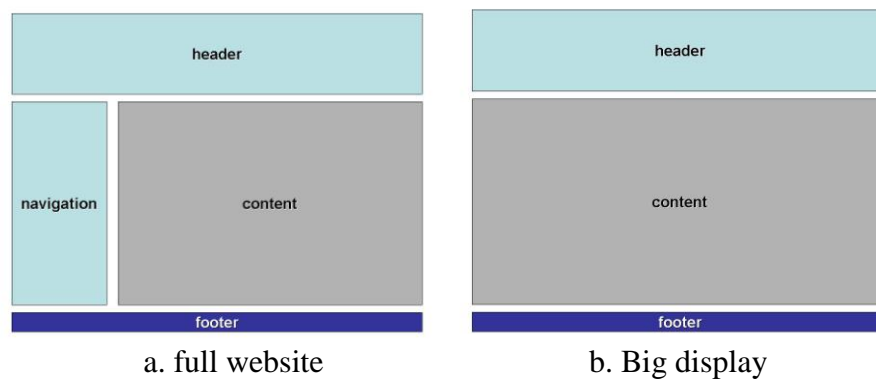 header
navigation
content
footer
a. full website
header
content
footer
b. Big display